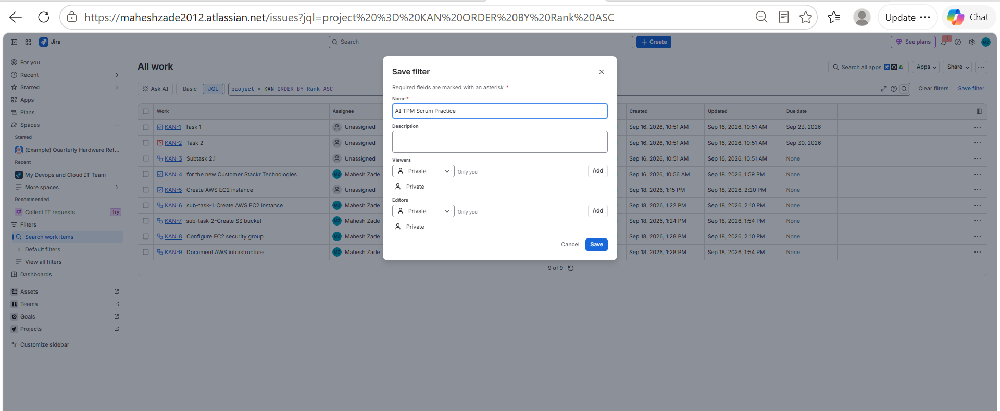 https://maheshzade2012.atlassian.net/issues?jql=project%20%3D%20KAN%20ORDER%20BY%20Rank%20ASC
Update
Chat
Jira
Search
+ Create
See plans
1
MZ
For you
Recent
Starred
Apps
Plans
Spaces
Starred
(Example) Quarterly Hardware Ref...
Recent
My Devops and Cloud IT Team
More spaces
Recommended
Collect IT requests Try
Filters
Search work items
Default filters
View all filters
Dashboards
Assets
Teams
Goals
Projects
Customize sidebar
All work
Search all apps
Apps
Share
Ask AI
Basic
JQL
project = KAN ORDER BY Rank ASC
Clear filters
Save filter
Work Assignee Created Updated Due date
KAN-1 Task 1 Unassigned Sep 16, 2026, 10:51 AM Sep 16, 2026, 10:51 AM Sep 23, 2026
KAN-2 Task 2 Unassigned Sep 16, 2026, 10:51 AM Sep 16, 2026, 10:51 AM Sep 30, 2026
KAN-3 Subtask 2.1 Unassigned Sep 16, 2026, 10:51 AM Sep 16, 2026, 10:51 AM None
KAN-4 for the new Customer Stackr Technologies MZ Mahesh Zade Sep 16, 2026, 10:56 AM Sep 18, 2026, 1:59 PM None
KAN-5 Create AWS EC2 instance Unassigned Sep 18, 2026, 1:15 PM Sep 18, 2026, 2:20 PM None
KAN-6 sub-task-1-Create AWS EC2 instance MZ Mahesh Zade Sep 18, 2026, 1:22 PM Sep 18, 2026, 2:10 PM None
KAN-7 sub-task-2-Create S3 bucket MZ Mahesh Zade Sep 18, 2026, 1:24 PM Sep 18, 2026, 1:54 PM None
KAN-8 Configure EC2 security group MZ Mahesh Zade Sep 18, 2026, 1:28 PM Sep 18, 2026, 2:10 PM None
KAN-9 Document AWS infrastructure MZ Mahesh Zade Sep 18, 2026, 1:28 PM Sep 18, 2026, 1:54 PM None
9 of 9
Save filter
Required fields are marked with an asterisk *
Name *
AI TPM Scrum Practice
Description
Viewers
Private Only you Add
Private
Editors
Private Only you Add
Private
Cancel Save